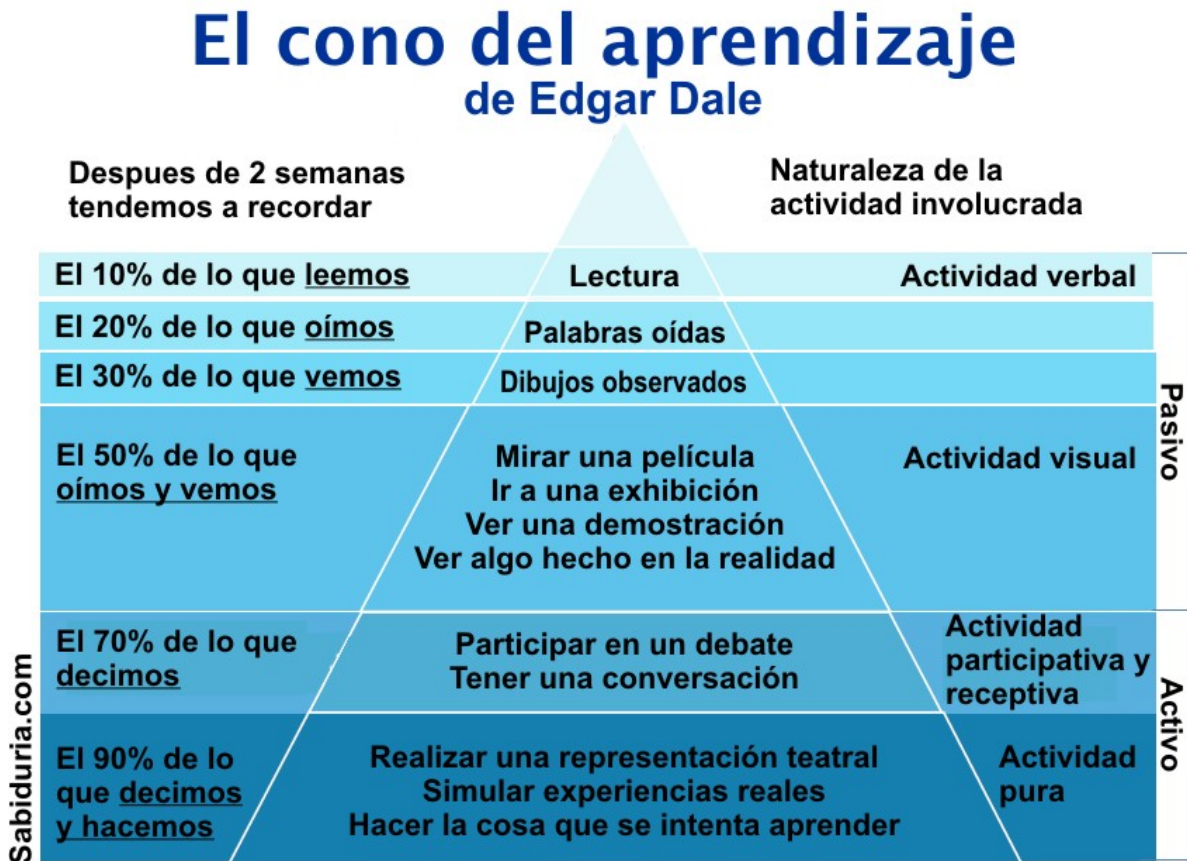 El cono del aprendizaje
de Edgar Dale
Despues de 2 semanas
tendemos a recordar
Naturaleza de la
actividad involucrada
El 10% de lo que leemos
Lectura
Actividad verbal
El 20% de lo que oímos
Palabras oídas
El 30% de lo que vemos
Dibujos observados
El 50% de lo que
oímos y vemos
Mirar una película
Ir a una exhibición
Ver una demostración
Ver algo hecho en la realidad
Actividad visual
Pasivo
El 70% de lo que
decimos
Participar en un debate
Tener una conversación
Actividad
participativa y
receptiva
El 90% de lo
que decimos
y hacemos
Realizar una representación teatral
Simular experiencias reales
Hacer la cosa que se intenta aprender
Actividad
pura
Activo
Sabiduria.com